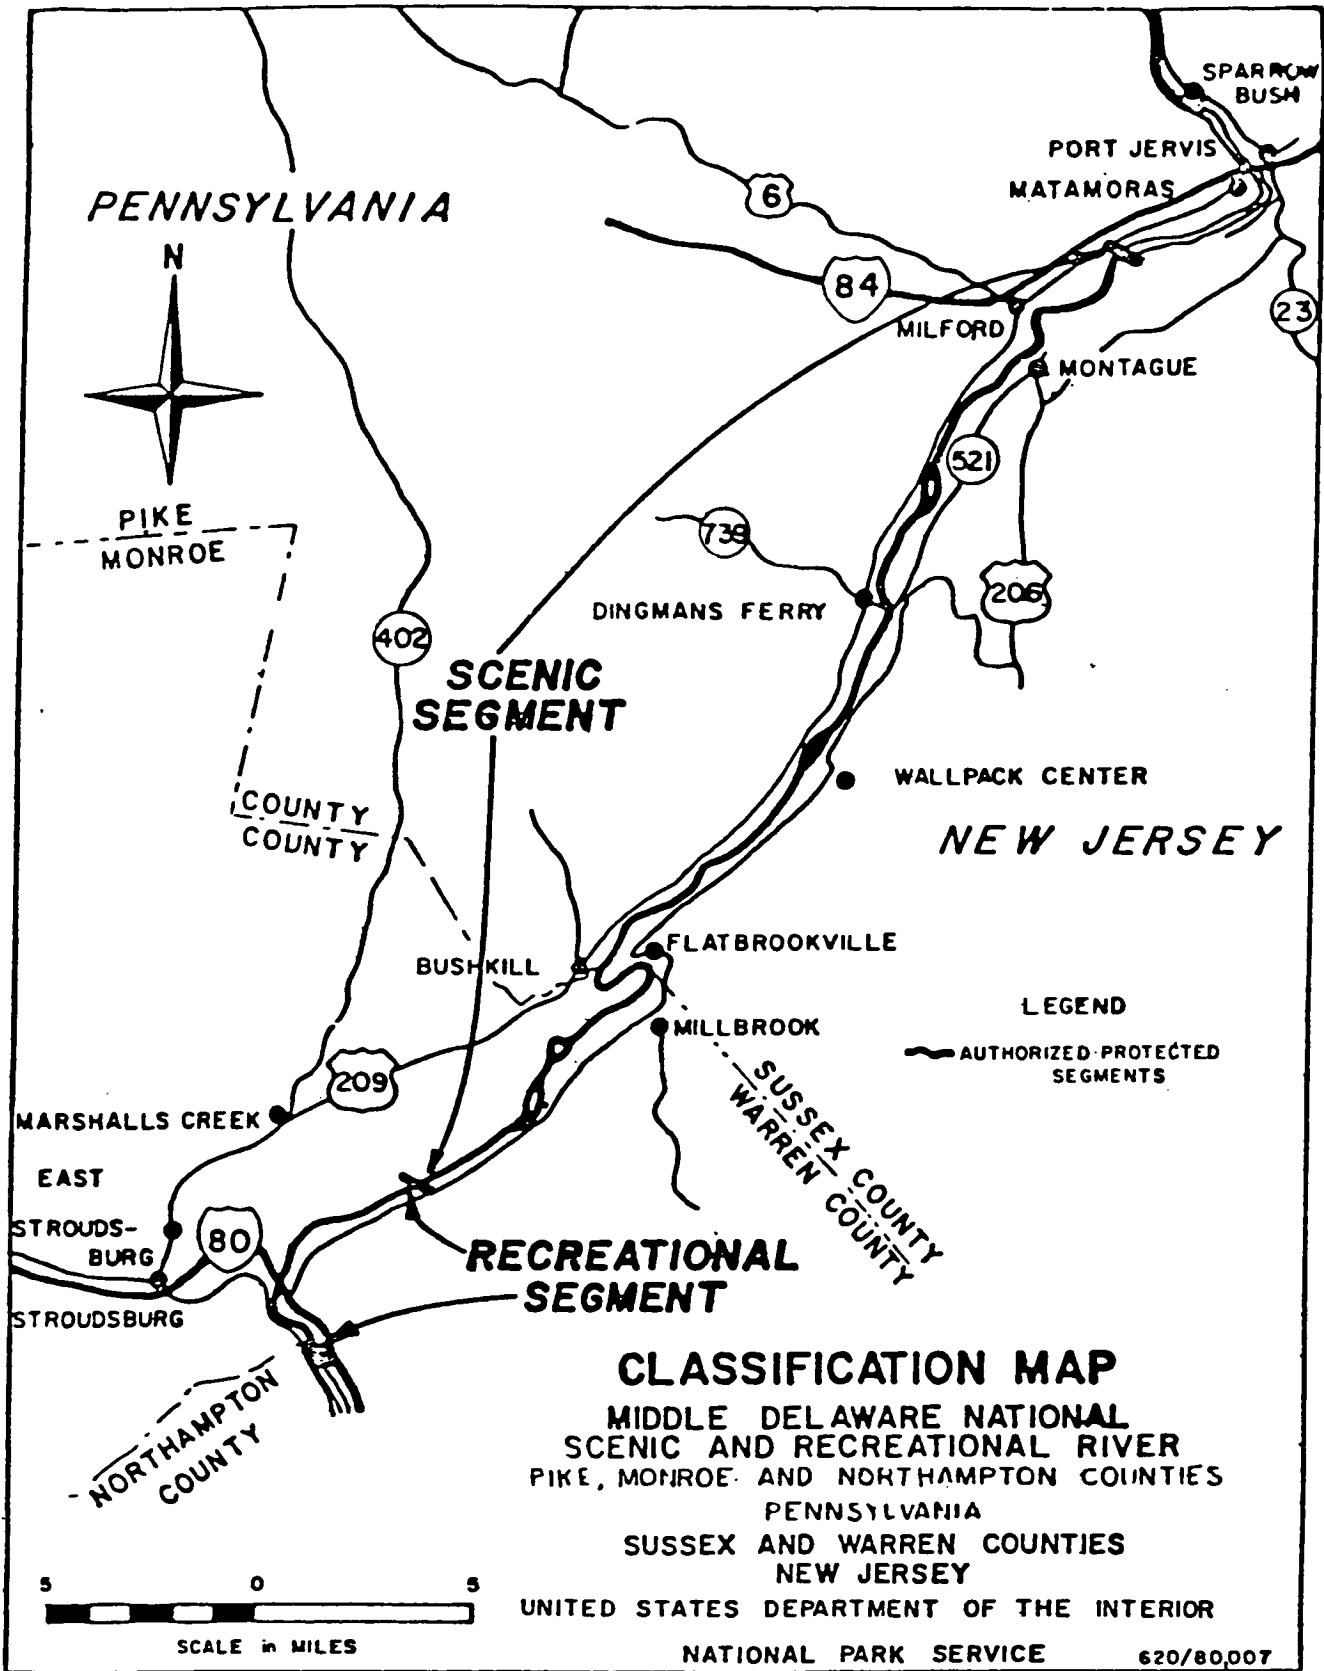 SPARROW
BUSH
PORT JERVIS
MATAMORAS
6
PENNSYLVANIA
N
84
23
MILFORD
MONTAGUE
521
PIKE
MONROE
739
206
DINGMANS FERRY
402
SCENIC
SEGMENT
WALLPACK CENTER
COUNTY
COUNTY
NEW JERSEY
FLATBROOKVILLE
BUSHKILL
LEGEND
MILLBROOK
AUTHORIZED PROTECTED
SEGMENTS
209
SUSSEX COUNTY
WARREN COUNTY
MARSHALLS CREEK
EAST
STROUDS-
BURG
80
RECREATIONAL
SEGMENT
STROUDSBURG
NORTHAMPTON
COUNTY
CLASSIFICATION MAP
MIDDLE DELAWARE NATIONAL
SCENIC AND RECREATIONAL RIVER
PIKE, MONROE AND NORTHAMPTON COUNTIES
PENNSYLVANIA
SUSSEX AND WARREN COUNTIES
NEW JERSEY
5 0 5
UNITED STATES DEPARTMENT OF THE INTERIOR
SCALE in MILES
NATIONAL PARK SERVICE 620/80,007